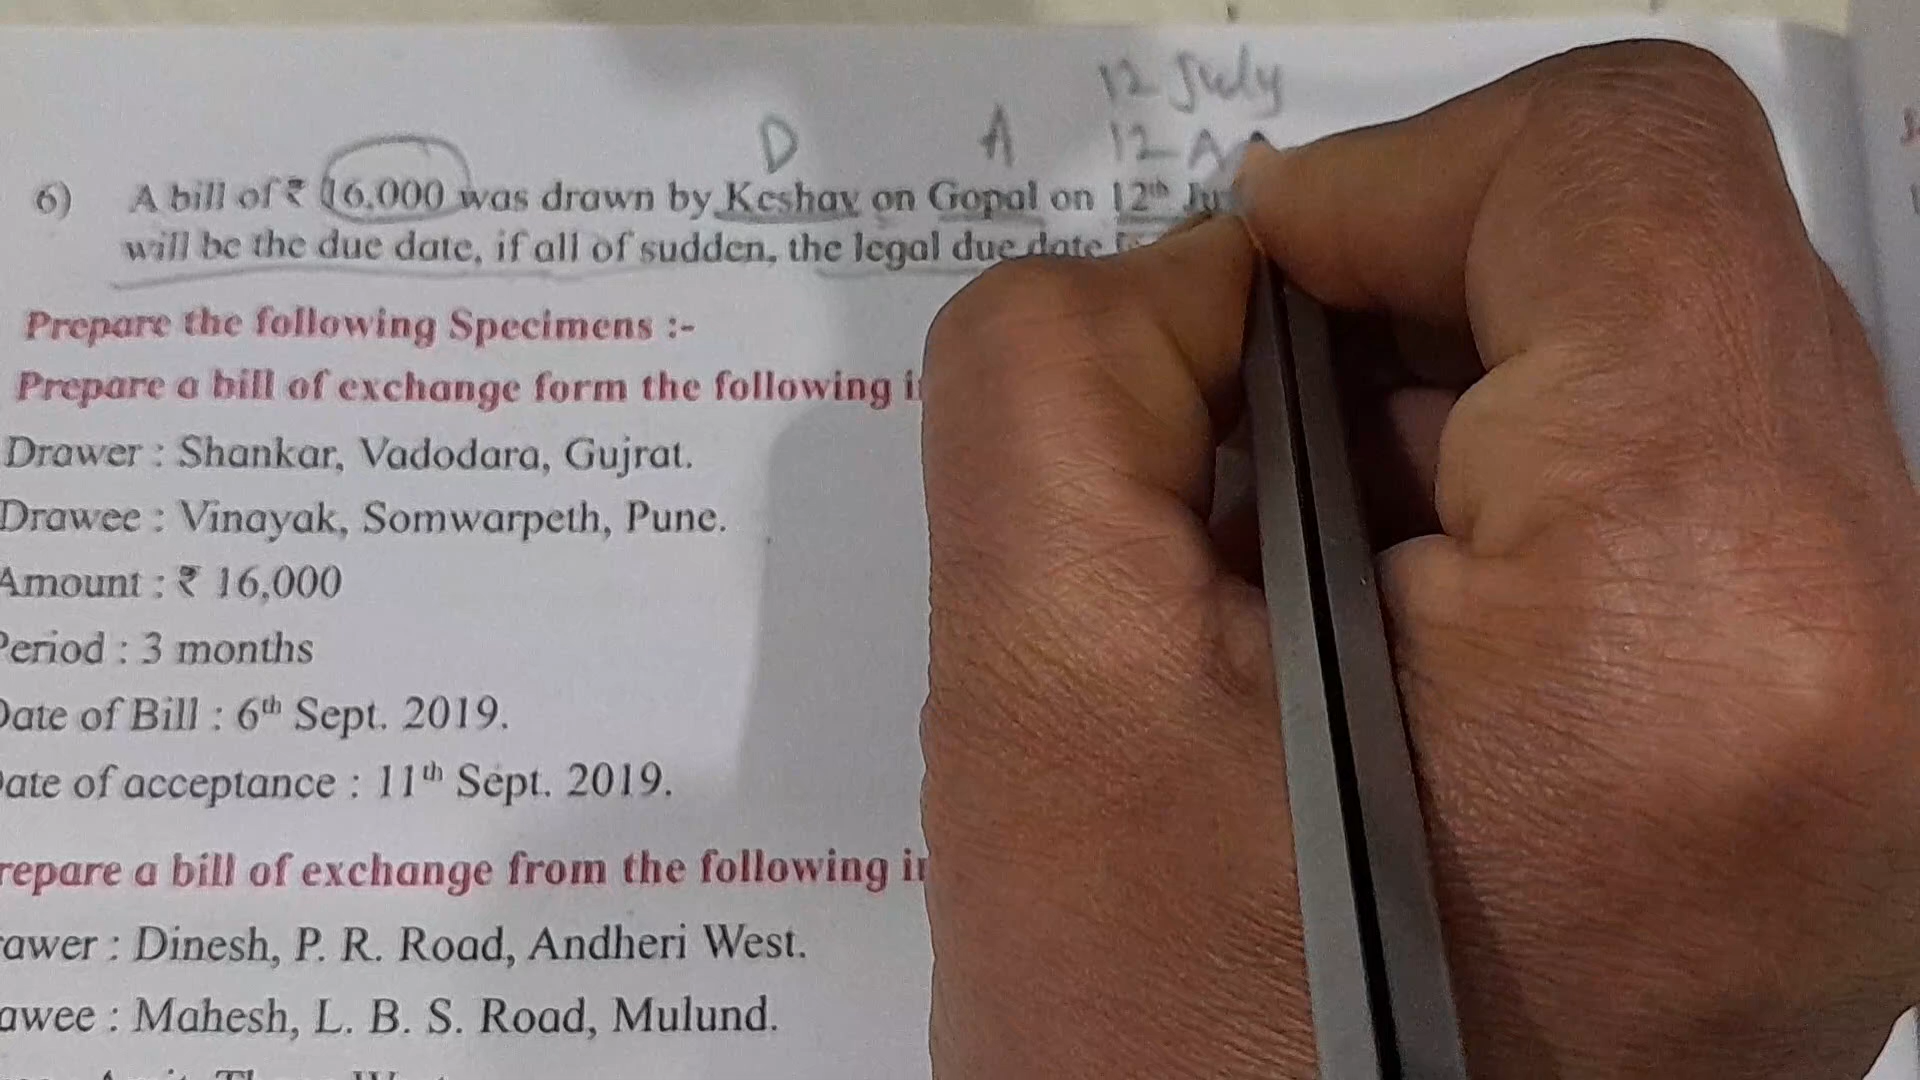 12 July
D A 12 A
6) A bill of ₹ 16,000 was drawn by Keshav on Gopal on 12th
will be the due date, if all of sudden, the legal due date
Prepare the following Specimens :-
Prepare a bill of exchange form the following
Drawer : Shankar, Vadodara, Gujrat.
Drawee : Vinayak, Somwarpeth, Pune.
Amount : ₹ 16,000
Period : 3 months
Date of Bill : 6th Sept. 2019.
ate of acceptance : 11th Sept. 2019.
repare a bill of exchange from the following
awer : Dinesh, P. R. Road, Andheri West.
awee : Mahesh, L. B. S. Road, Mulund.